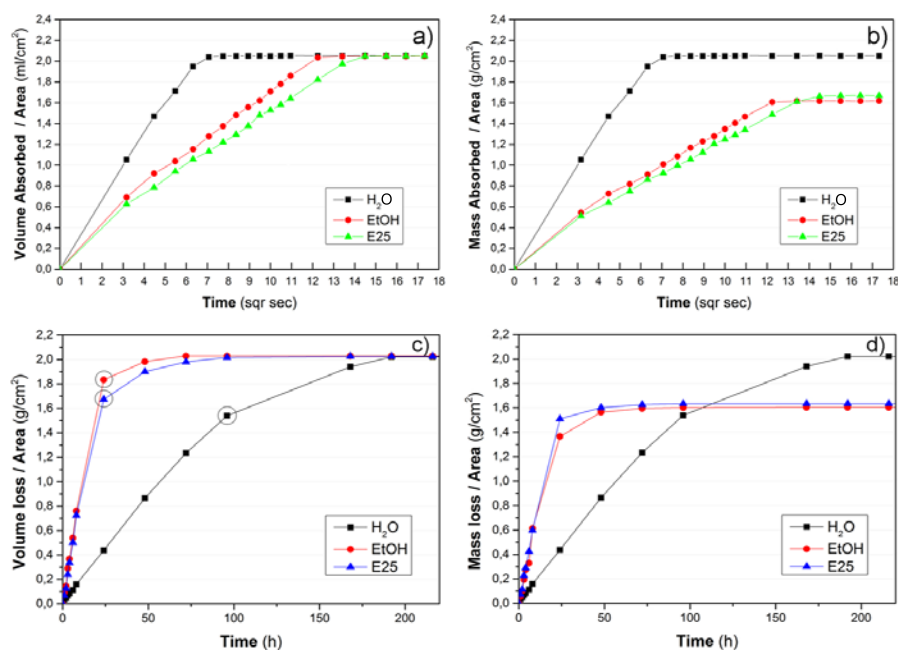 a)
Volume Absorbed / Area (ml/cm²)
2,2
2,0
1,8
1,6
1,4
1,2
1,0
0,8
0,6
0,4
0,2
0,0
H₂O
EtOH
E25
0 1 2 3 4 5 6 7 8 9 10 11 12 13 14 15 16 17 18
Time (sqr sec)
b)
Mass Absorbed / Area (g/cm²)
2,2
2,0
1,8
1,6
1,4
1,2
1,0
0,8
0,6
0,4
0,2
0,0
H₂O
EtOH
E25
0 1 2 3 4 5 6 7 8 9 10 11 12 13 14 15 16 17 18
Time (sqr sec)
c)
Volume loss / Area (g/cm²)
2,2
2,0
1,8
1,6
1,4
1,2
1,0
0,8
0,6
0,4
0,2
0,0
H₂O
EtOH
E25
0 50 100 150 200
Time (h)
d)
Mass loss / Area (g/cm²)
2,2
2,0
1,8
1,6
1,4
1,2
1,0
0,8
0,6
0,4
0,2
0,0
H₂O
EtOH
E25
0 50 100 150 200
Time (h)